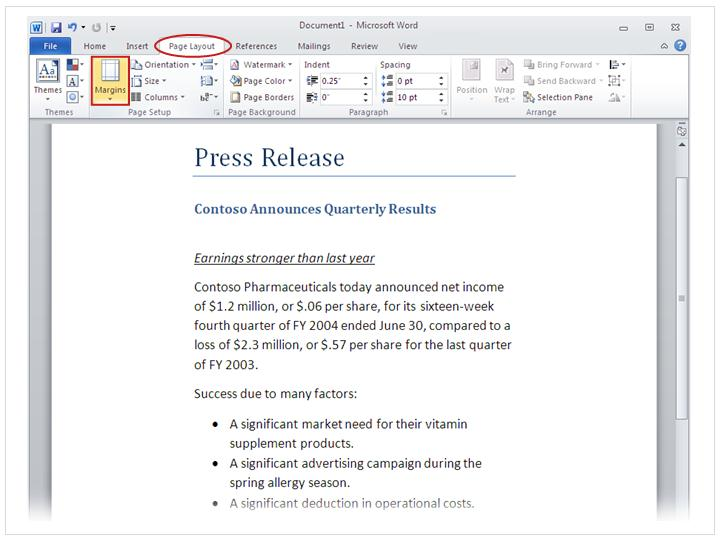 Document1 - Microsoft Word
File Home Insert Page Layout References Mailings Review View
Themes
Margins
Orientation
Size
Columns
Watermark
Page Color
Page Borders
Indent
0.25"
0"
Spacing
0 pt
10 pt
Position
Wrap
Text
Bring Forward
Send Backward
Selection Pane
Themes Page Setup Page Background Paragraph Arrange
Press Release
Contoso Announces Quarterly Results
Earnings stronger than last year
Contoso Pharmaceuticals today announced net income
of $1.2 million, or $.06 per share, for its sixteen-week
fourth quarter of FY 2004 ended June 30, compared to a
loss of $2.3 million, or $.57 per share for the last quarter
of FY 2003.
Success due to many factors:
• A significant market need for their vitamin
supplement products.
• A significant advertising campaign during the
spring allergy season.
• A significant deduction in operational costs.